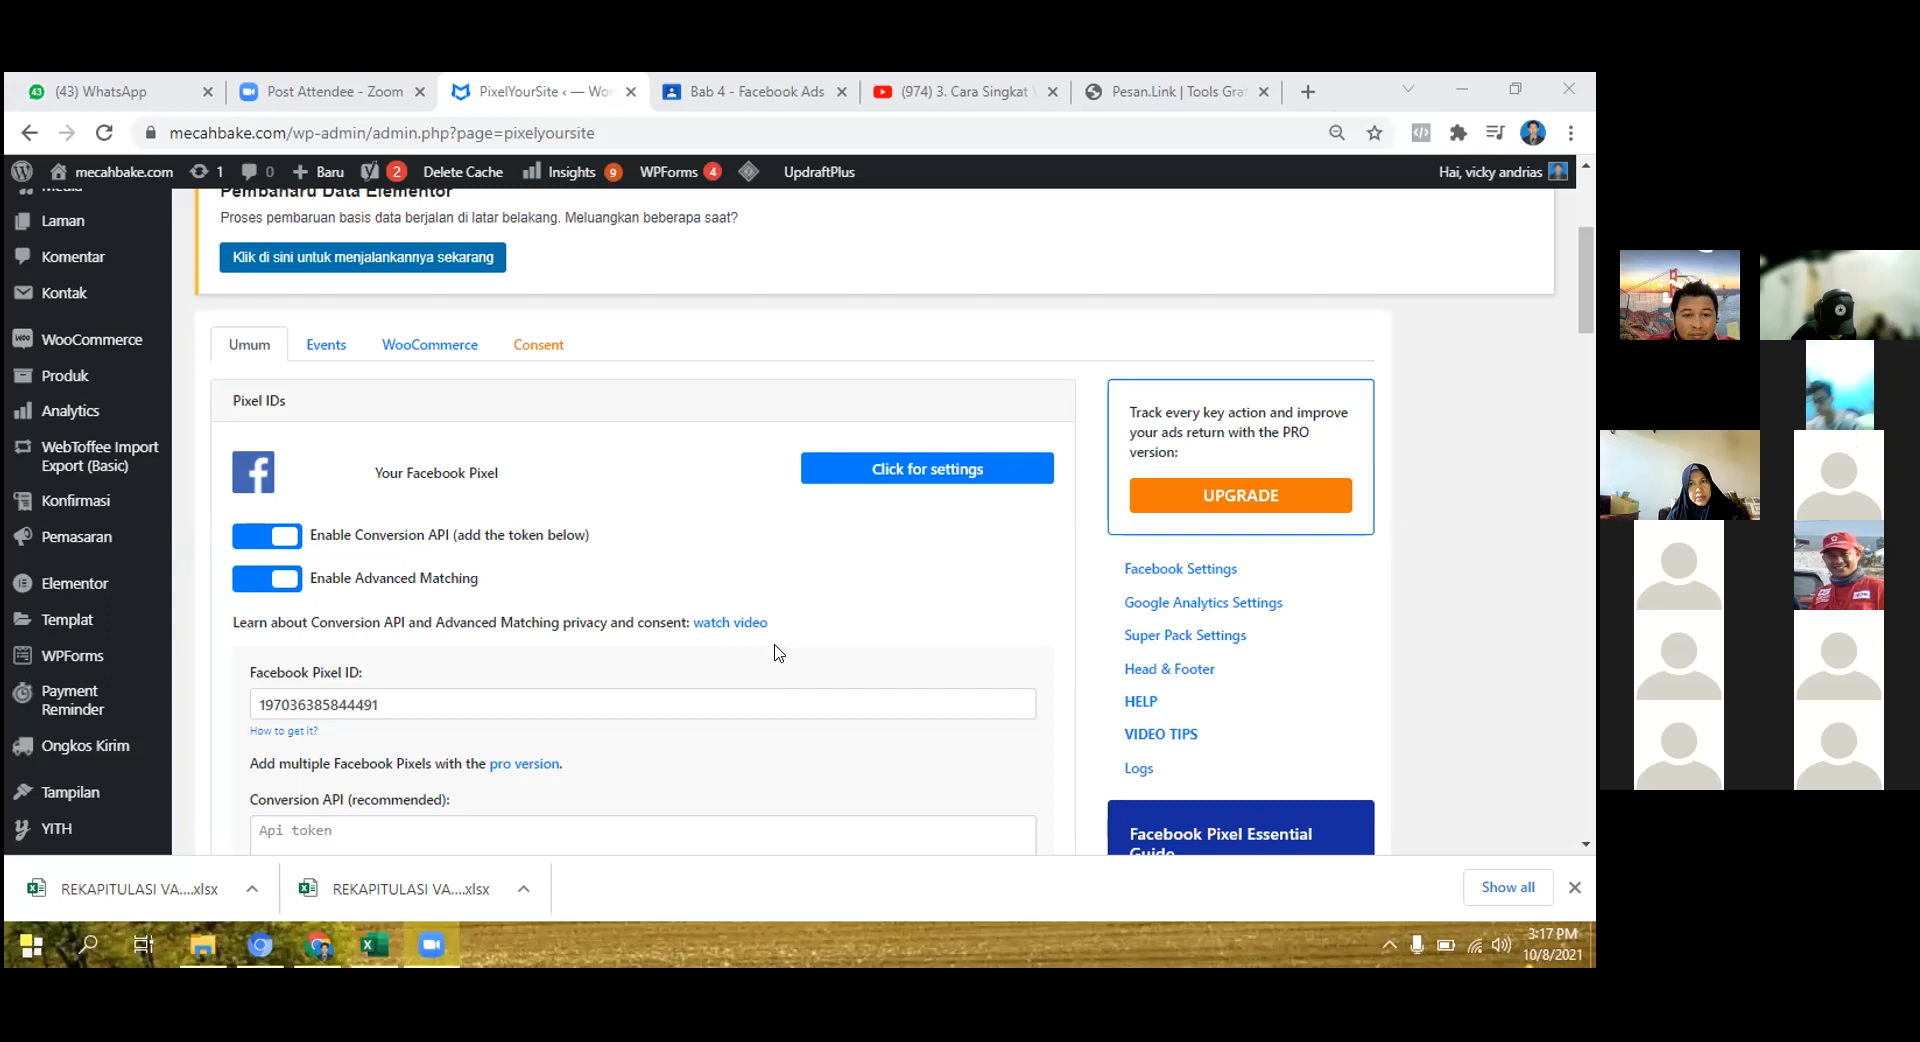 (43) WhatsApp
Post Attendee - Zoom
PixelYourSite ‹ — Wor
Bab 4 - Facebook Ads
(974) 3. Cara Singkat
Pesan.Link | Tools Gra
mecahbake.com/wp-admin/admin.php?page=pixelyoursite
mecahbake.com
1
0
Baru
2
Delete Cache
Insights
9
WPForms
4
UpdraftPlus
Hai, vicky andrias
Media
Laman
Komentar
Kontak
WooCommerce
Produk
Analytics
WebToffee Import
Export (Basic)
Konfirmasi
Pemasaran
Elementor
Templat
WPForms
Payment
Reminder
Ongkos Kirim
Tampilan
YITH
Pembaharu Data Elementor
Proses pembaruan basis data berjalan di latar belakang. Meluangkan beberapa saat?
Klik di sini untuk menjalankannya sekarang
Umum
Events
WooCommerce
Consent
Pixel IDs
Your Facebook Pixel
Click for settings
Enable Conversion API (add the token below)
Enable Advanced Matching
Learn about Conversion API and Advanced Matching privacy and consent: watch video
Facebook Pixel ID:
197036385844491
How to get it?
Add multiple Facebook Pixels with the pro version.
Conversion API (recommended):
Api token
Track every key action and improve
your ads return with the PRO
version:
UPGRADE
Facebook Settings
Google Analytics Settings
Super Pack Settings
Head & Footer
HELP
VIDEO TIPS
Logs
Facebook Pixel Essential
Guide
REKAPITULASI VA....xlsx
REKAPITULASI VA....xlsx
Show all
3:17 PM
10/8/2021